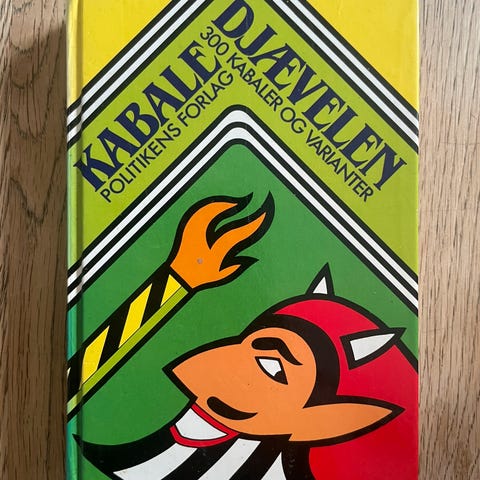 KABALE DJÆVELEN
300 KABALER OG VARIANTER
POLITIKENS FORLAG